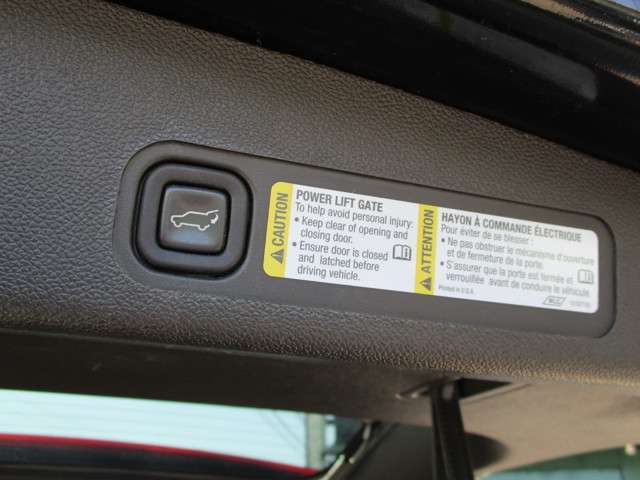 CAUTION
POWER LIFT GATE
To help avoid personal injury:
• Keep clear of opening and
closing door.
• Ensure door is closed
and latched before
driving vehicle.
ATTENTION
HAYON À COMMANDE ÉLECTRIQUE
Pour éviter de se blesser :
• Ne pas obstruer le mécanisme d'ouverture
et de fermeture de la porte.
• S'assurer que la porte est fermée et
verrouillée avant de conduire le véhicule.
Printed in U.S.A.